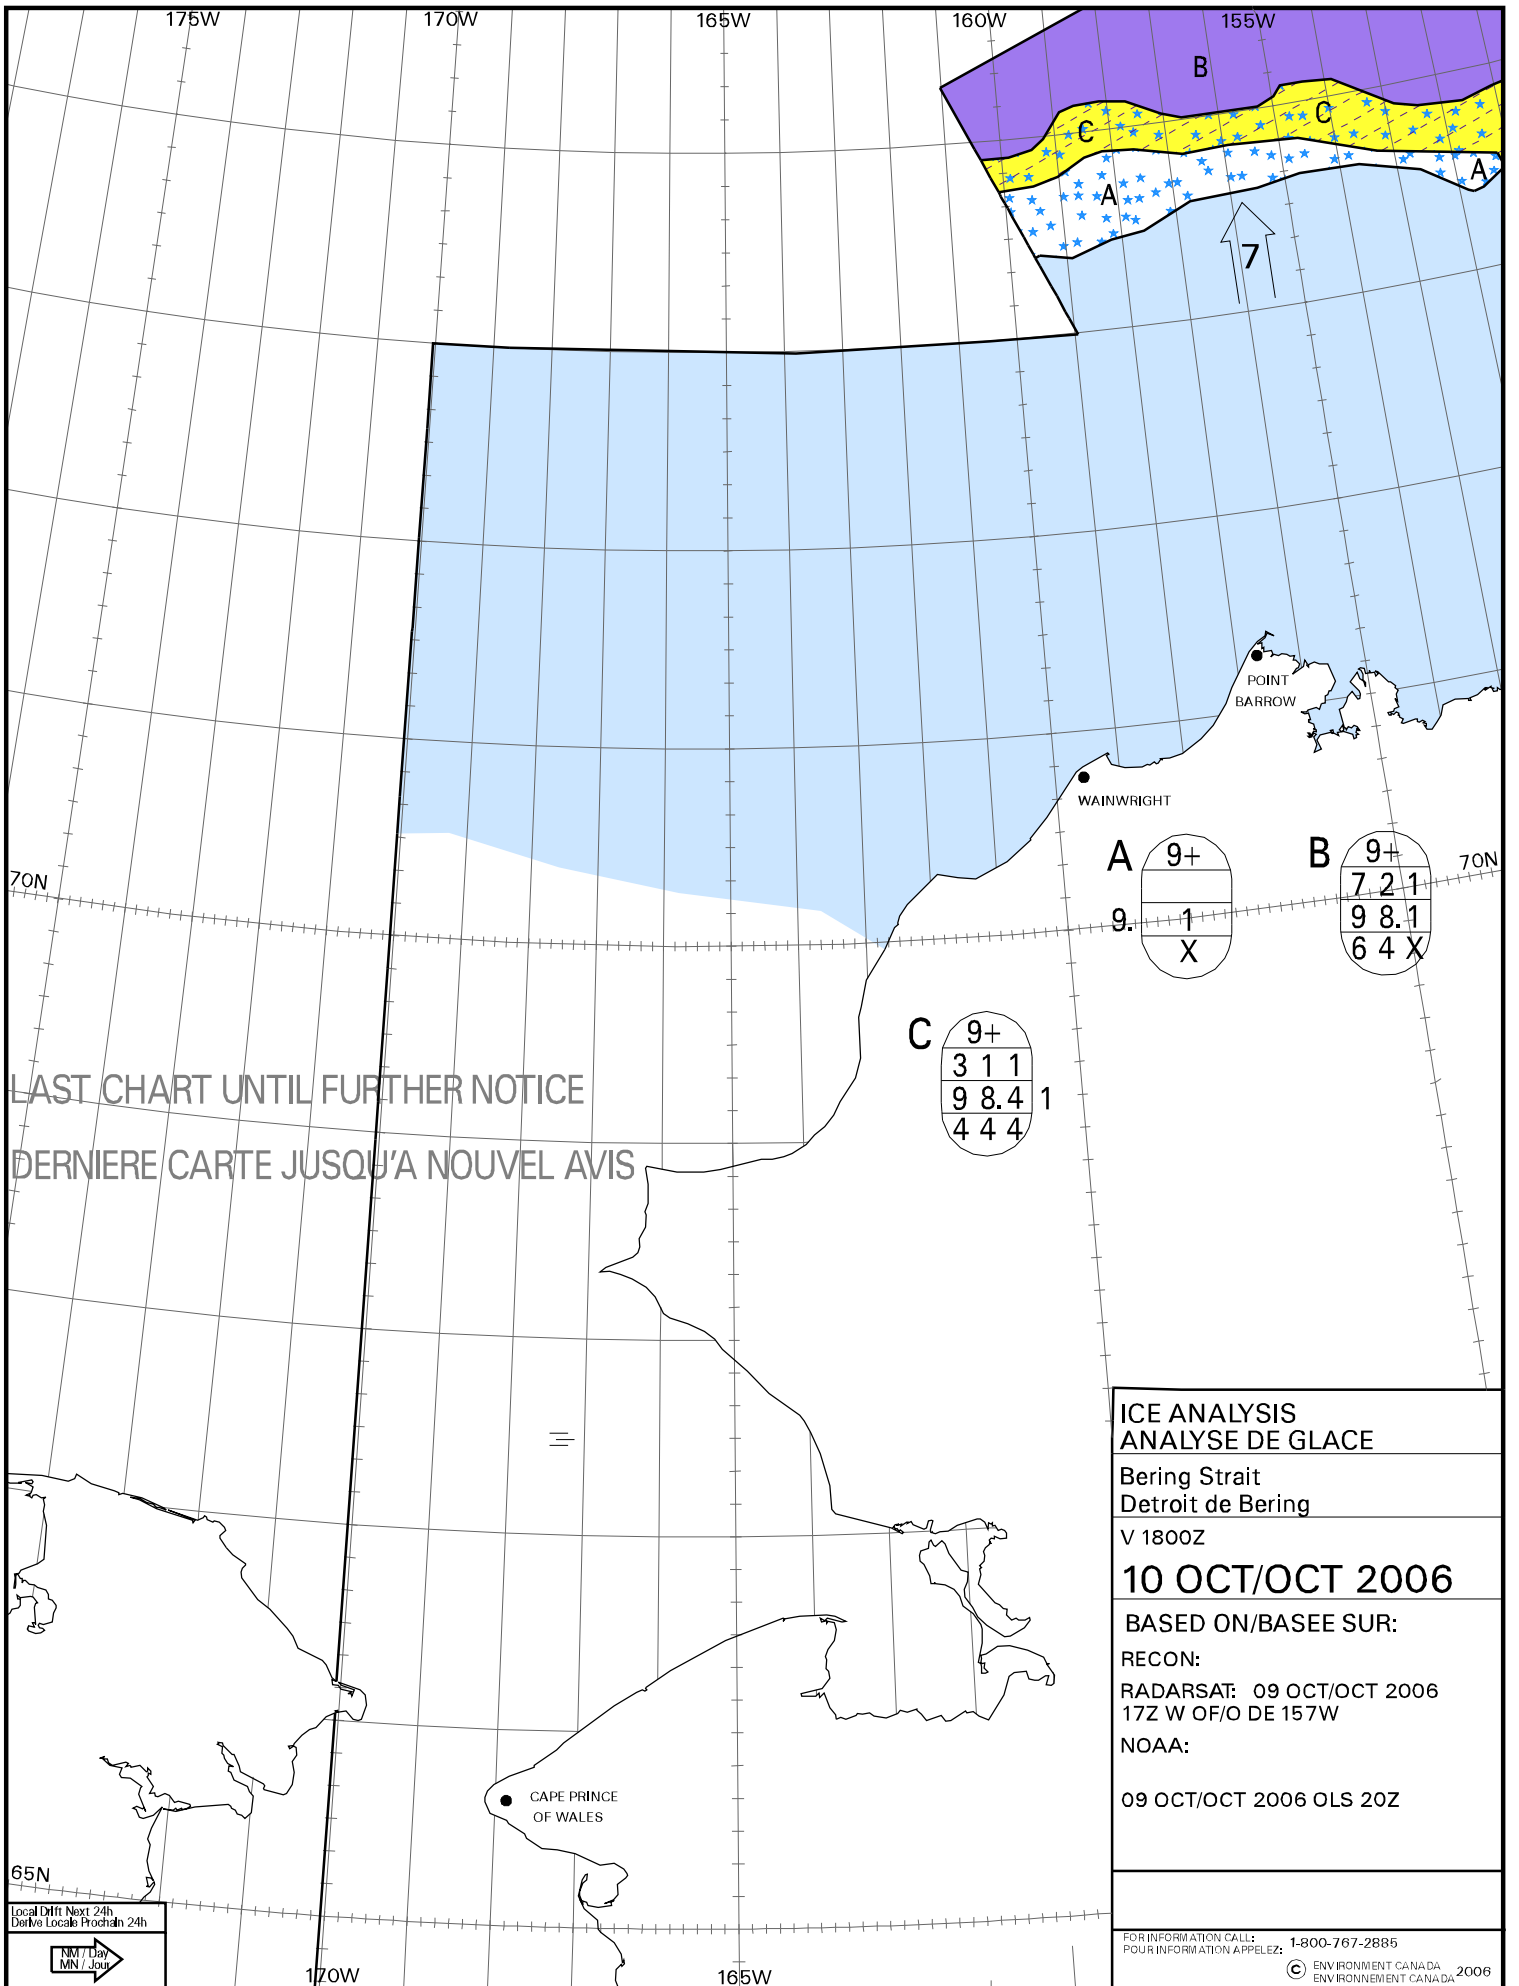 175W 170W 165W 160W 155W
B
C C
A A
7
POINT
BARROW
WAINWRIGHT
70N 70N
A
9+
9. 1
X
B
9+
7 2 1
9 8. 1
6 4 X
C
9+
3 1 1
9 8. 4 1
4 4 4
LAST CHART UNTIL FURTHER NOTICE
DERNIERE CARTE JUSQU'A NOUVEL AVIS
CAPE PRINCE
OF WALES
65N
Local Drift Next 24h
Derive Locale Prochain 24h
NM / Day
MN / Jour
170W 165W
ICE ANALYSIS
ANALYSE DE GLACE
Bering Strait
Detroit de Bering
V 1800Z
10 OCT/OCT 2006
BASED ON/BASEE SUR:
RECON:
RADARSAT: 09 OCT/OCT 2006
17Z W OF/O DE 157W
NOAA:
09 OCT/OCT 2006 OLS 20Z
FOR INFORMATION CALL:
POUR INFORMATION APPELEZ: 1-800-767-2885
© ENVIRONMENT CANADA
ENVIRONNEMENT CANADA 2006